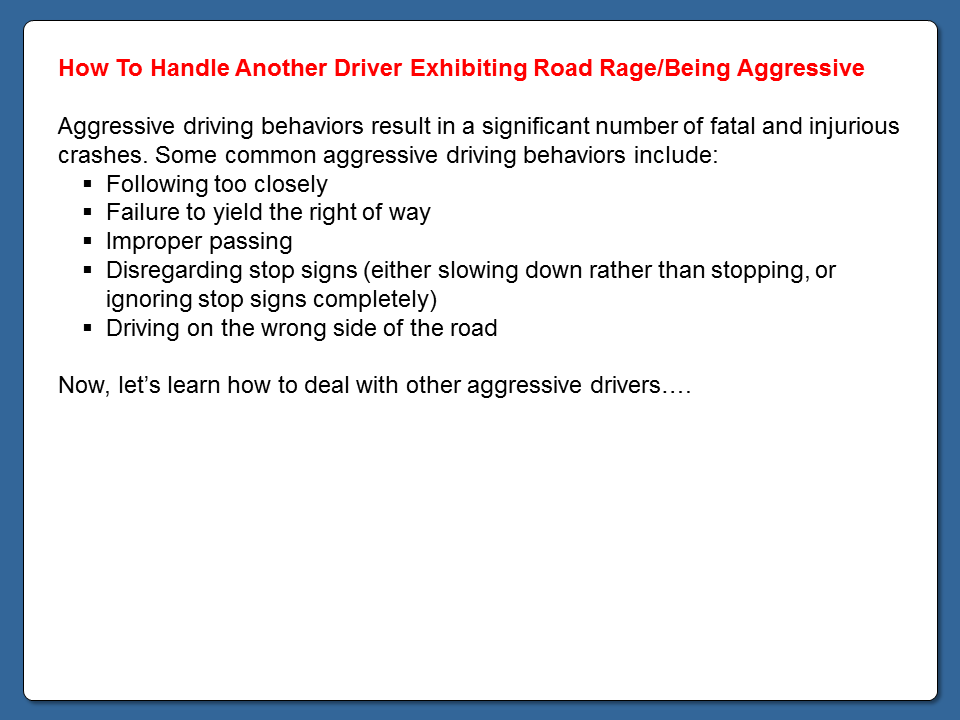 How To Handle Another Driver Exhibiting Road Rage/Being Aggressive
Aggressive driving behaviors result in a significant number of fatal and injurious
crashes. Some common aggressive driving behaviors include:
▪ Following too closely
▪ Failure to yield the right of way
▪ Improper passing
▪ Disregarding stop signs (either slowing down rather than stopping, or
ignoring stop signs completely)
▪ Driving on the wrong side of the road
Now, let’s learn how to deal with other aggressive drivers….